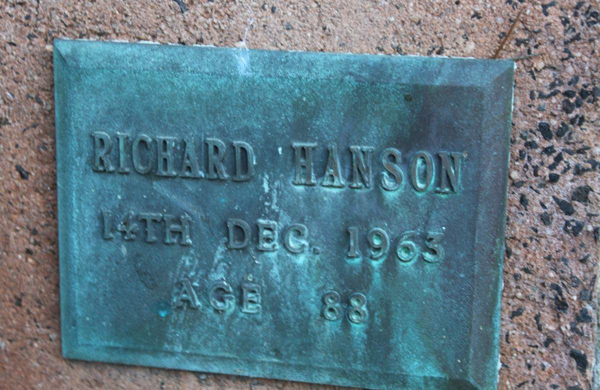 RICHARD HANSON
14TH DEC. 1963
AGE 88